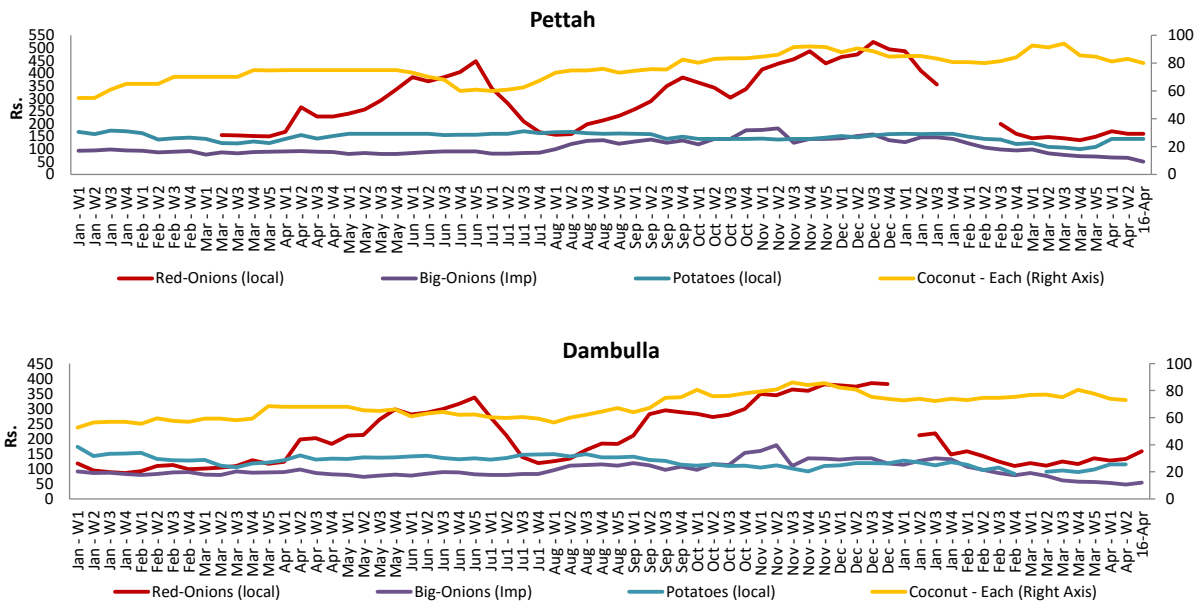 Pettah
Rs.
550
500
450
400
350
300
250
200
150
100
50
0
100
80
60
40
20
0
Jan - W1
Jan - W2
Jan - W3
Jan - W4
Feb - W1
Feb - W2
Feb - W3
Feb - W4
Mar - W1
Mar - W2
Mar - W3
Mar - W4
Mar - W5
Apr - W1
Apr - W2
Apr - W3
Apr - W4
May - W1
May - W2
May - W3
May - W4
Jun - W1
Jun - W2
Jun - W3
Jun - W4
Jun - W5
Ju1 - W1
Ju1 - W2
Ju1 - W3
Ju1 - W4
Aug - W1
Aug - W2
Aug - W3
Aug - W4
Aug - W5
Sep - W1
Sep - W2
Sep - W3
Sep - W4
Oct - W1
Oct - W2
Oct - W3
Oct - W4
Nov - W1
Nov - W2
Nov - W3
Nov - W4
Nov - W5
Dec - W1
Dec - W2
Dec - W3
Dec - W4
Jan - W1
Jan - W2
Jan - W3
Jan - W4
Feb - W1
Feb - W2
Feb - W3
Feb - W4
Mar - W1
Mar - W2
Mar - W3
Mar - W4
Mar - W5
Apr - W1
Apr - W2
16-Apr
Red-Onions (local)
Big-Onions (Imp)
Potatoes (local)
Coconut - Each (Right Axis)
Dambulla
Rs.
450
400
350
300
250
200
150
100
50
0
100
80
60
40
20
0
Jan - W1
Jan - W2
Jan - W3
Jan - W4
Feb - W1
Feb - W2
Feb - W3
Feb - W4
Mar - W1
Mar - W2
Mar - W3
Mar - W4
Mar - W5
Apr - W1
Apr - W2
Apr - W3
Apr - W4
May - W1
May - W2
May - W3
May - W4
Jun - W1
Jun - W2
Jun - W3
Jun - W4
Jun - W5
Ju1 - W1
Ju1 - W2
Ju1 - W3
Ju1 - W4
Aug - W1
Aug - W2
Aug - W3
Aug - W4
Aug - W5
Sep - W1
Sep - W2
Sep - W3
Sep - W4
Oct - W1
Oct - W2
Oct - W3
Oct - W4
Nov - W1
Nov - W2
Nov - W3
Nov - W4
Nov - W5
Dec - W1
Dec - W2
Dec - W3
Dec - W4
Jan - W1
Jan - W2
Jan - W3
Jan - W4
Feb - W1
Feb - W2
Feb - W3
Feb - W4
Mar - W1
Mar - W2
Mar - W3
Mar - W4
Mar - W5
Apr - W1
Apr - W2
16-Apr
Red-Onions (local)
Big-Onions (Imp)
Potatoes (local)
Coconut - Each (Right Axis)